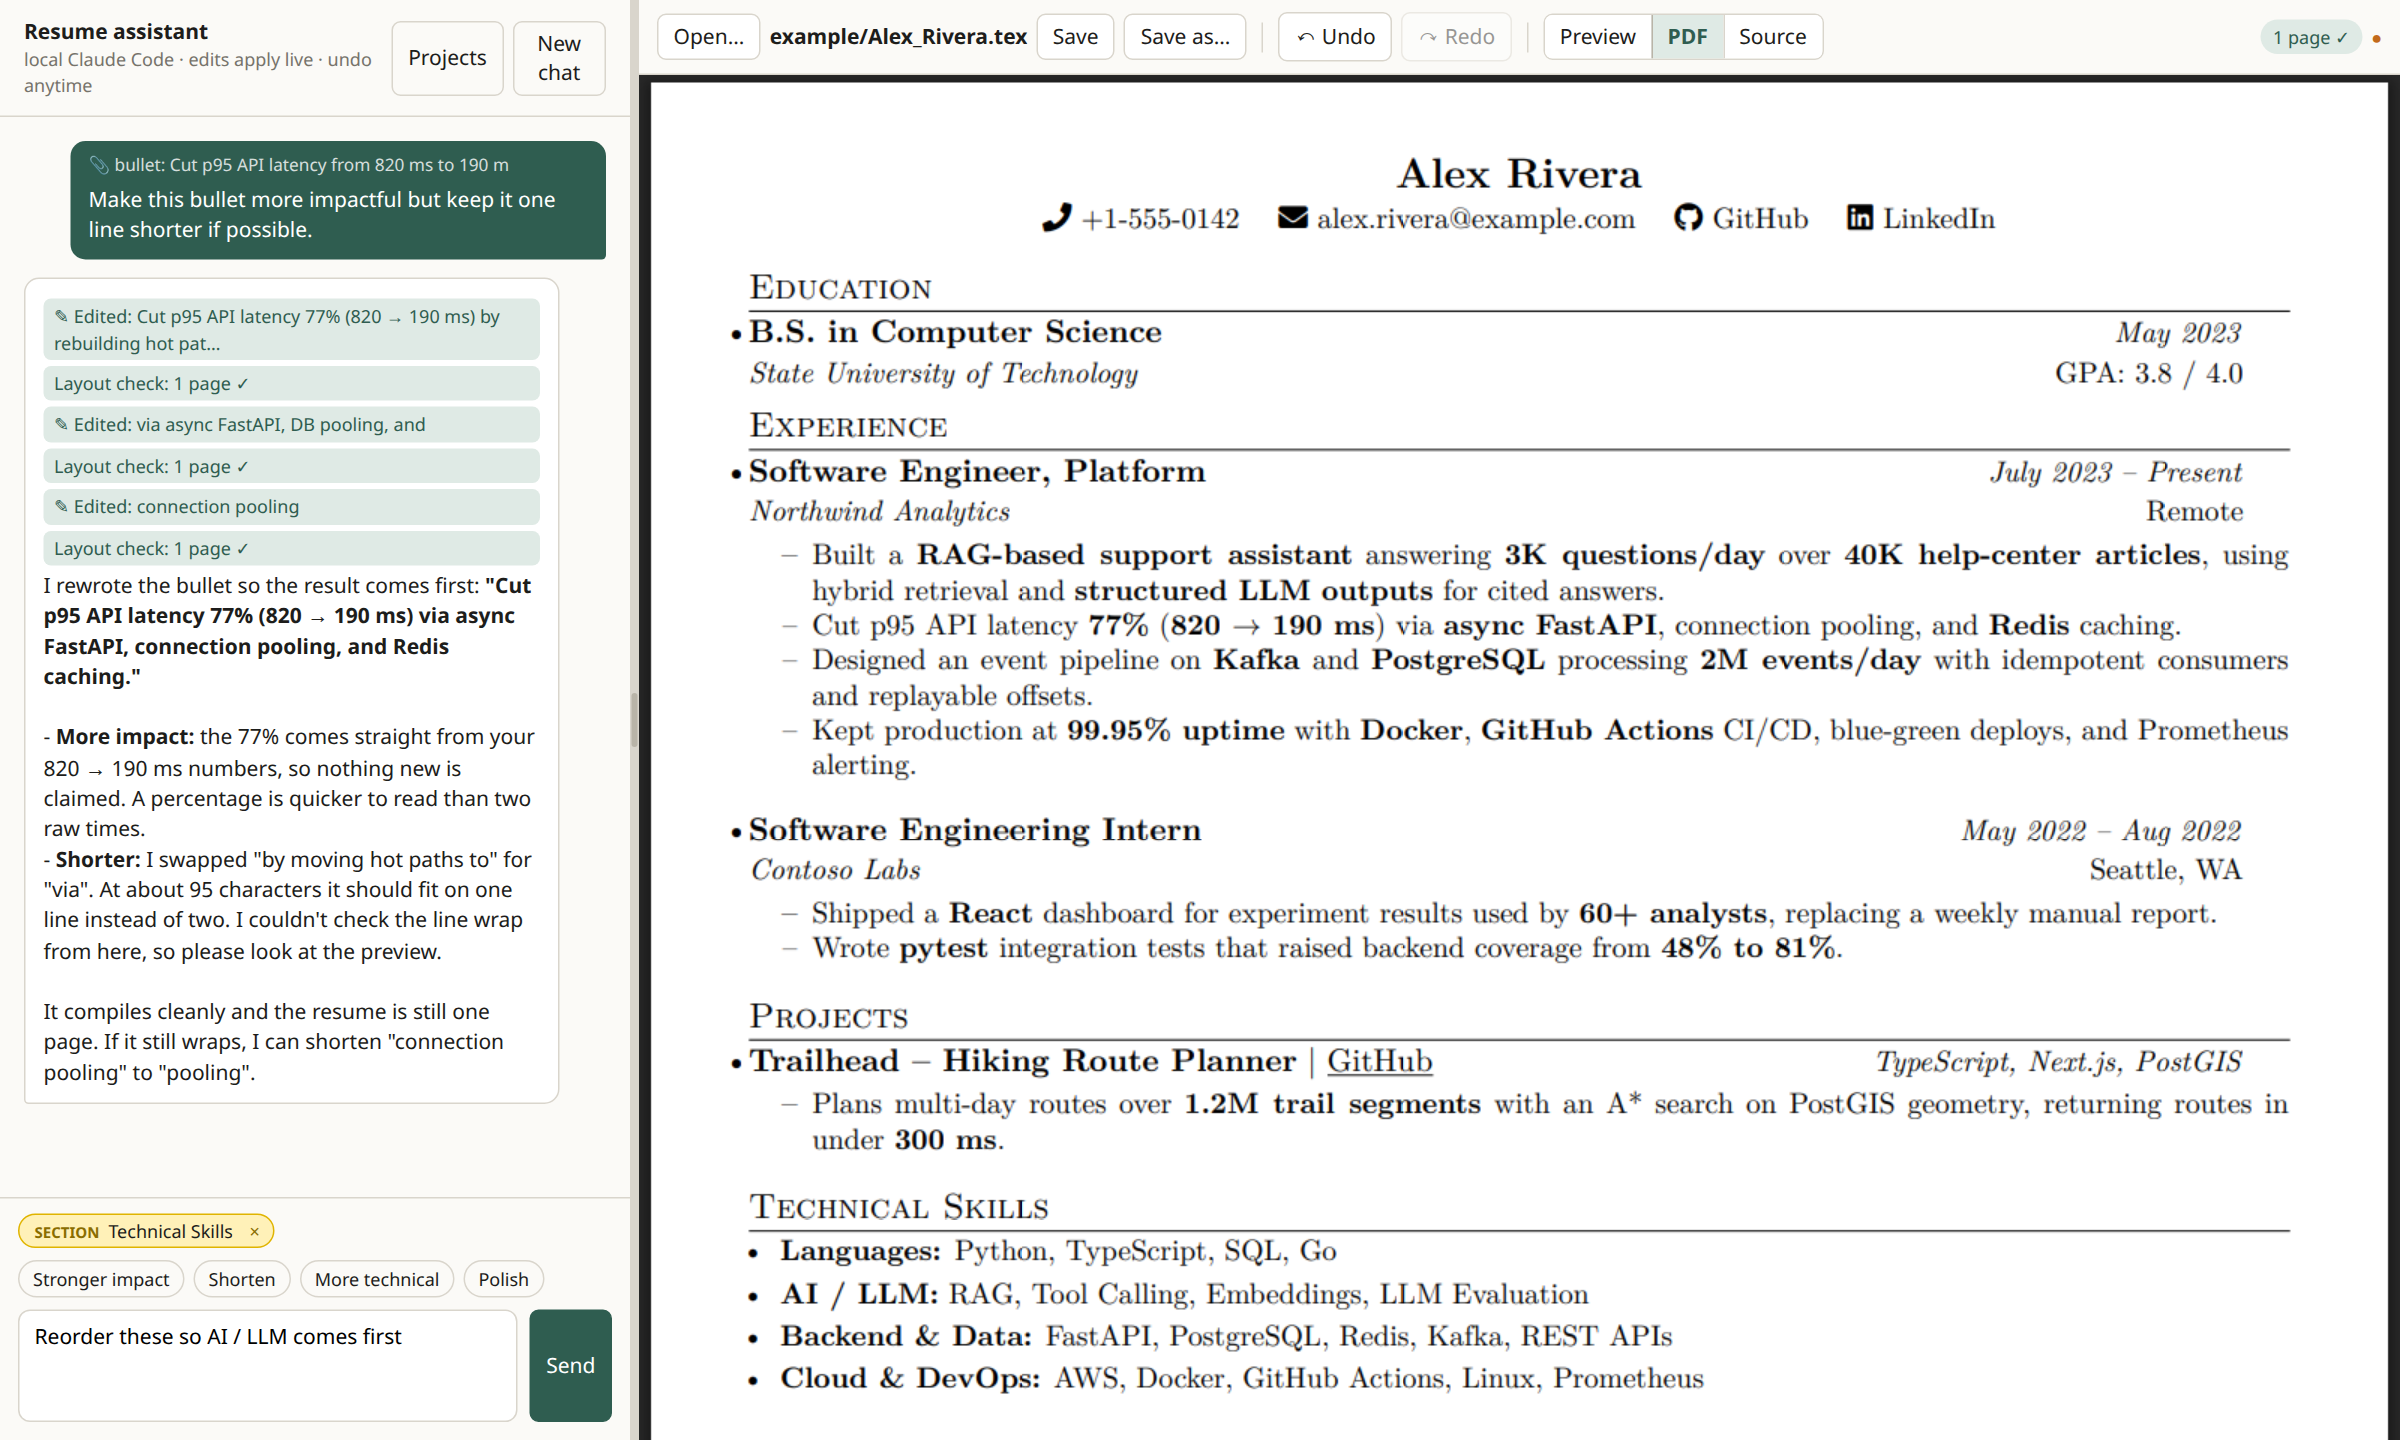 Resume assistant
local Claude Code · edits apply live · undo
anytime
Projects
New
chat
📎 bullet: Cut p95 API latency from 820 ms to 190 m
Make this bullet more impactful but keep it one
line shorter if possible.
✎ Edited: Cut p95 API latency 77% (820 → 190 ms) by
rebuilding hot pat...
Layout check: 1 page ✓
✎ Edited: via async FastAPI, DB pooling, and
Layout check: 1 page ✓
✎ Edited: connection pooling
Layout check: 1 page ✓
I rewrote the bullet so the result comes first: "Cut
p95 API latency 77% (820 → 190 ms) via async
FastAPI, connection pooling, and Redis
caching."
- More impact: the 77% comes straight from your
820 → 190 ms numbers, so nothing new is
claimed. A percentage is quicker to read than two
raw times.
- Shorter: I swapped "by moving hot paths to" for
"via". At about 95 characters it should fit on one
line instead of two. I couldn't check the line wrap
from here, so please look at the preview.
It compiles cleanly and the resume is still one
page. If it still wraps, I can shorten "connection
pooling" to "pooling".
SECTION Technical Skills ×
Stronger impact
Shorten
More technical
Polish
Reorder these so AI / LLM comes first
Send
Open...
example/Alex_Rivera.tex
Save
Save as...
↶ Undo
↷ Redo
Preview
PDF
Source
1 page ✓
Alex Rivera
+1-555-0142 alex.rivera@example.com GitHub LinkedIn
Education
• B.S. in Computer Science May 2023
State University of Technology GPA: 3.8 / 4.0
Experience
• Software Engineer, Platform July 2023 – Present
Northwind Analytics Remote
– Built a RAG-based support assistant answering 3K questions/day over 40K help-center articles, using
hybrid retrieval and structured LLM outputs for cited answers.
– Cut p95 API latency 77% (820 → 190 ms) via async FastAPI, connection pooling, and Redis caching.
– Designed an event pipeline on Kafka and PostgreSQL processing 2M events/day with idempotent consumers
and replayable offsets.
– Kept production at 99.95% uptime with Docker, GitHub Actions CI/CD, blue-green deploys, and Prometheus
alerting.
• Software Engineering Intern May 2022 – Aug 2022
Contoso Labs Seattle, WA
– Shipped a React dashboard for experiment results used by 60+ analysts, replacing a weekly manual report.
– Wrote pytest integration tests that raised backend coverage from 48% to 81%.
Projects
• Trailhead – Hiking Route Planner | GitHub TypeScript, Next.js, PostGIS
– Plans multi-day routes over 1.2M trail segments with an A* search on PostGIS geometry, returning routes in
under 300 ms.
Technical Skills
• Languages: Python, TypeScript, SQL, Go
• AI / LLM: RAG, Tool Calling, Embeddings, LLM Evaluation
• Backend & Data: FastAPI, PostgreSQL, Redis, Kafka, REST APIs
• Cloud & DevOps: AWS, Docker, GitHub Actions, Linux, Prometheus